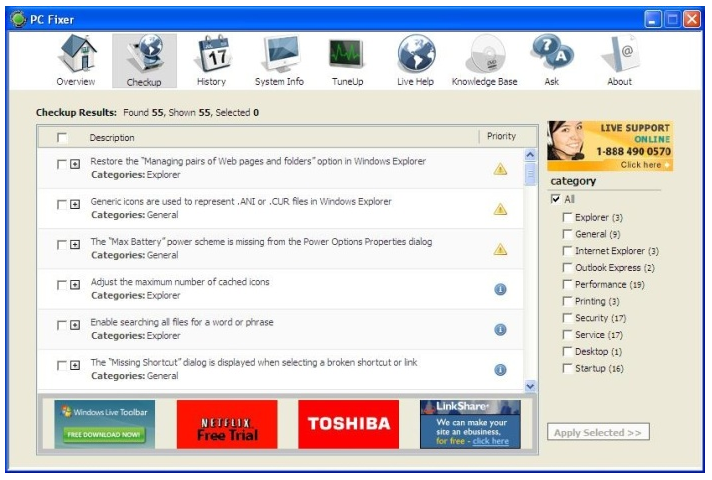 PC Fixer
Overview
Checkup
History
System Info
TuneUp
Live Help
Knowledge Base
Ask
About
17
Q
A
@
Checkup Results: Found 55, Shown 55, Selected 0
Description
Priority
Restore the "Managing pairs of Web pages and folders" option in Windows Explorer
Categories: Explorer
Generic icons are used to represent .ANI or .CUR files in Windows Explorer
Categories: General
The "Max Battery" power scheme is missing from the Power Options Properties dialog
Categories: General
Adjust the maximum number of cached icons
Categories: Explorer
Enable searching all files for a word or phrase
Categories: Explorer
The "Missing Shortcut" dialog is displayed when selecting a broken shortcut or link
Categories: General
LIVE SUPPORT
ONLINE
1-888 490 0570
Click here
category
All
Explorer (3)
General (9)
Internet Explorer (3)
Outlook Express (2)
Performance (19)
Printing (3)
Security (17)
Service (17)
Desktop (1)
Startup (16)
Windows Live Toolbar
FREE DOWNLOAD NOW!
NETFLIX
Free Trial
TOSHIBA
LinkShare
We can make your
site an ebusiness,
for free - click here
Apply Selected >>